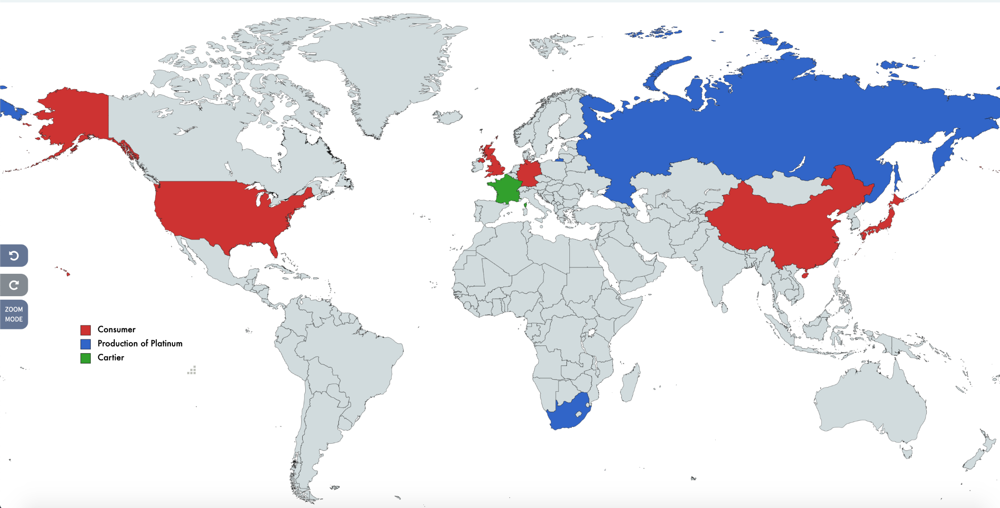 ZOOM
MODE
Consumer
Production of Platinum
Cartier